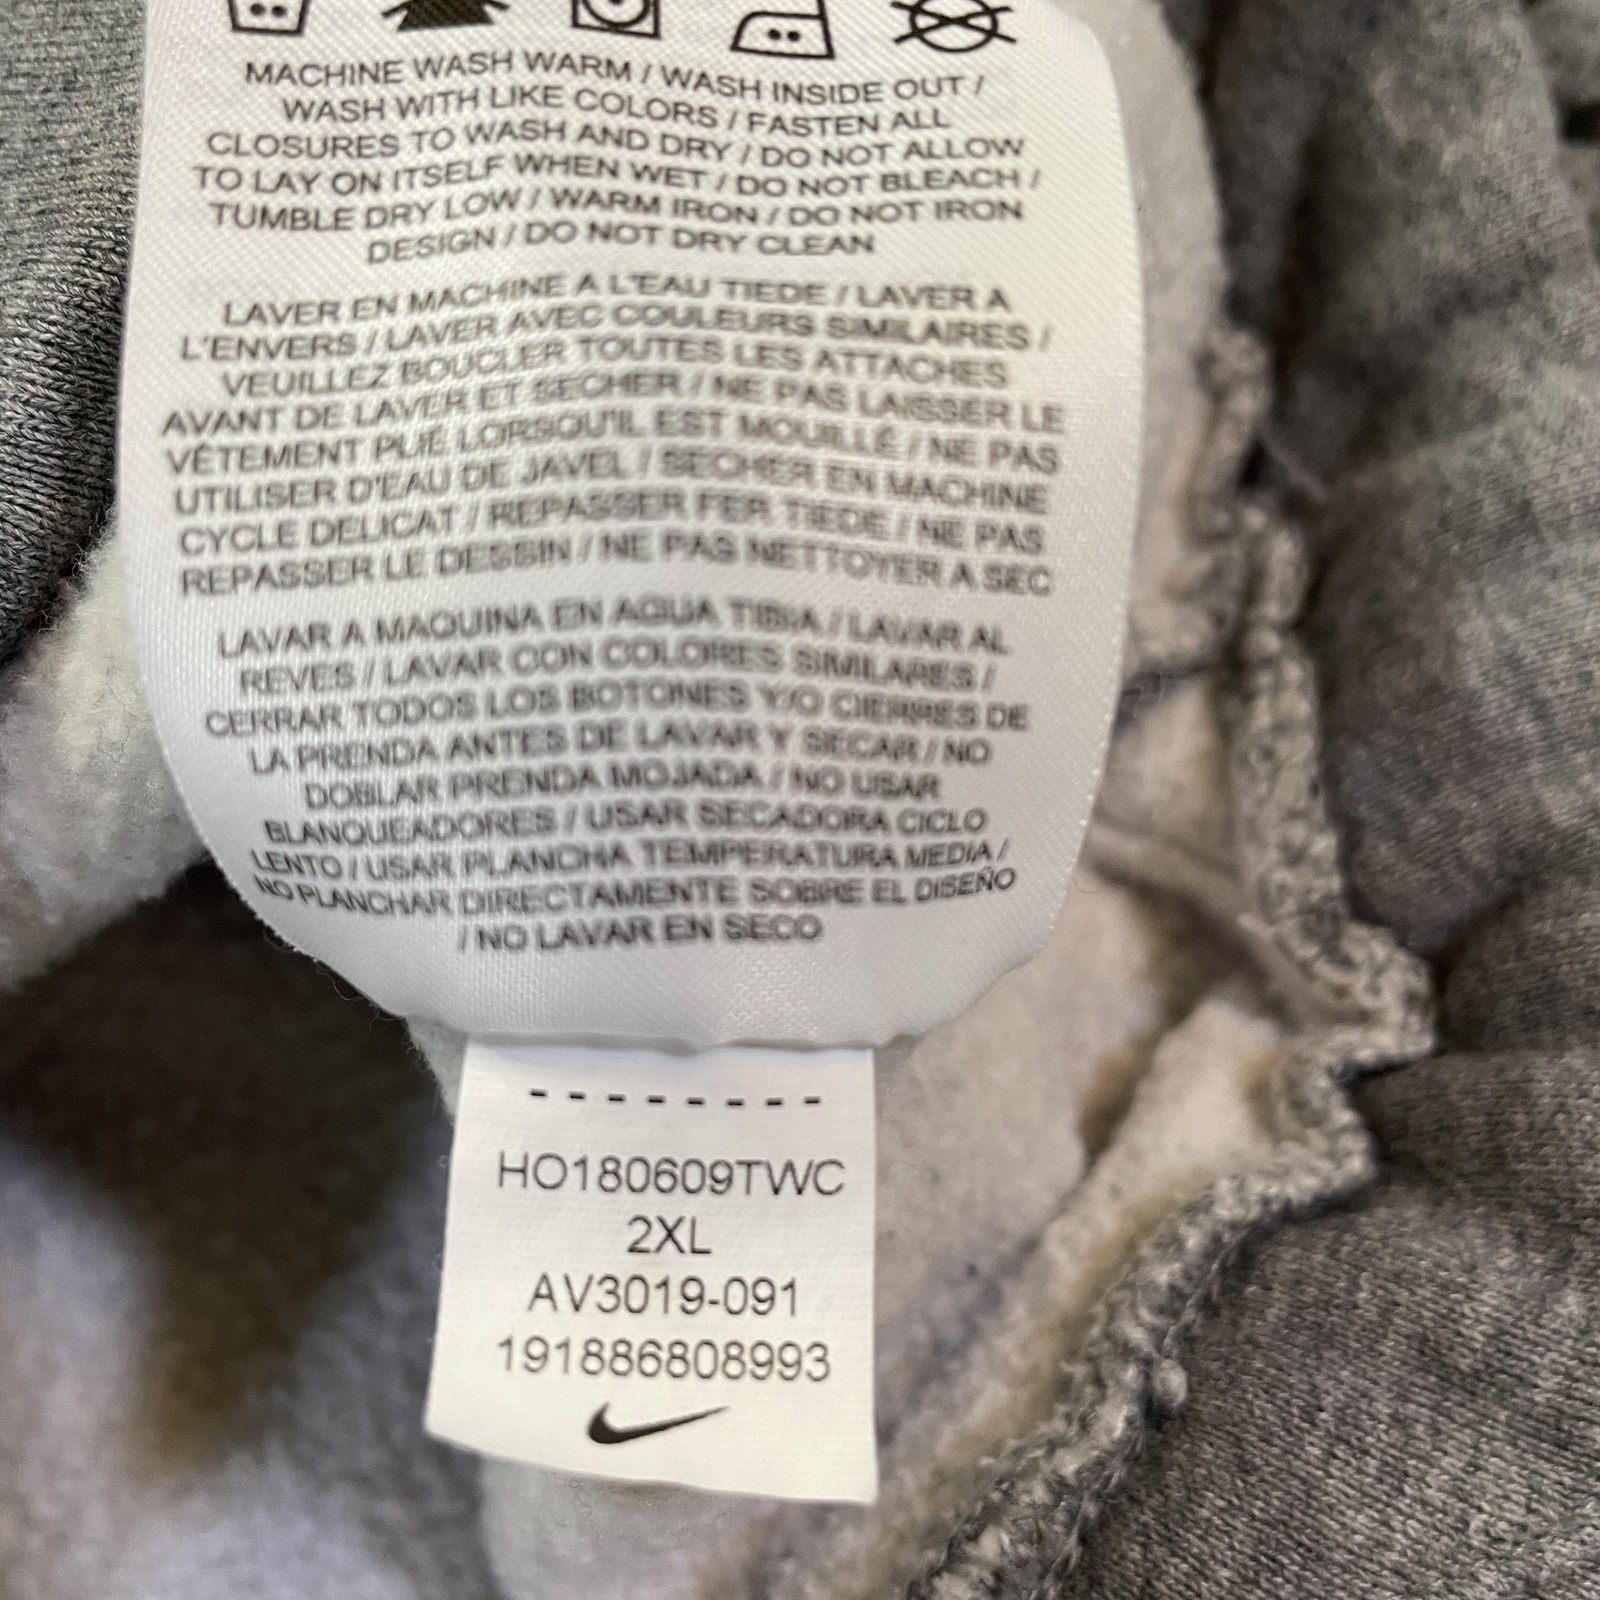 MACHINE WASH WARM / WASH INSIDE OUT /
WASH WITH LIKE COLORS / FASTEN ALL
CLOSURES TO WASH AND DRY / DO NOT ALLOW
TO LAY ON ITSELF WHEN WET / DO NOT BLEACH /
TUMBLE DRY LOW / WARM IRON / DO NOT IRON
DESIGN / DO NOT DRY CLEAN
LAVER EN MACHINE A L'EAU TIEDE / LAVER A
L'ENVERS / LAVER AVEC COULEURS SIMILAIRES /
VEUILLEZ BOUCLER TOUTES LES ATTACHES
AVANT DE LAVER ET SECHER / NE PAS LAISSER LE
VÊTEMENT PLIÉ LORSQU'IL EST MOUILLÉ / NE PAS
UTILISER D'EAU DE JAVEL / SECHER EN MACHINE
CYCLE DELICAT / REPASSER FER TIEDE / NE PAS
REPASSER LE DESSIN / NE PAS NETTOYER A SEC
LAVAR A MAQUINA EN AGUA TIBIA / LAVAR AL
REVES / LAVAR CON COLORES SIMILARES /
CERRAR TODOS LOS BOTONES Y/O CIERRES DE
LA PRENDA ANTES DE LAVAR Y SECAR / NO
DOBLAR PRENDA MOJADA / NO USAR
BLANQUEADORES / USAR SECADORA CICLO
LENTO / USAR PLANCHA TEMPERATURA MEDIA /
NO PLANCHAR DIRECTAMENTE SOBRE EL DISEÑO
/ NO LAVAR EN SECO
--------
HO180609TWC
2XL
AV3019-091
191886808993